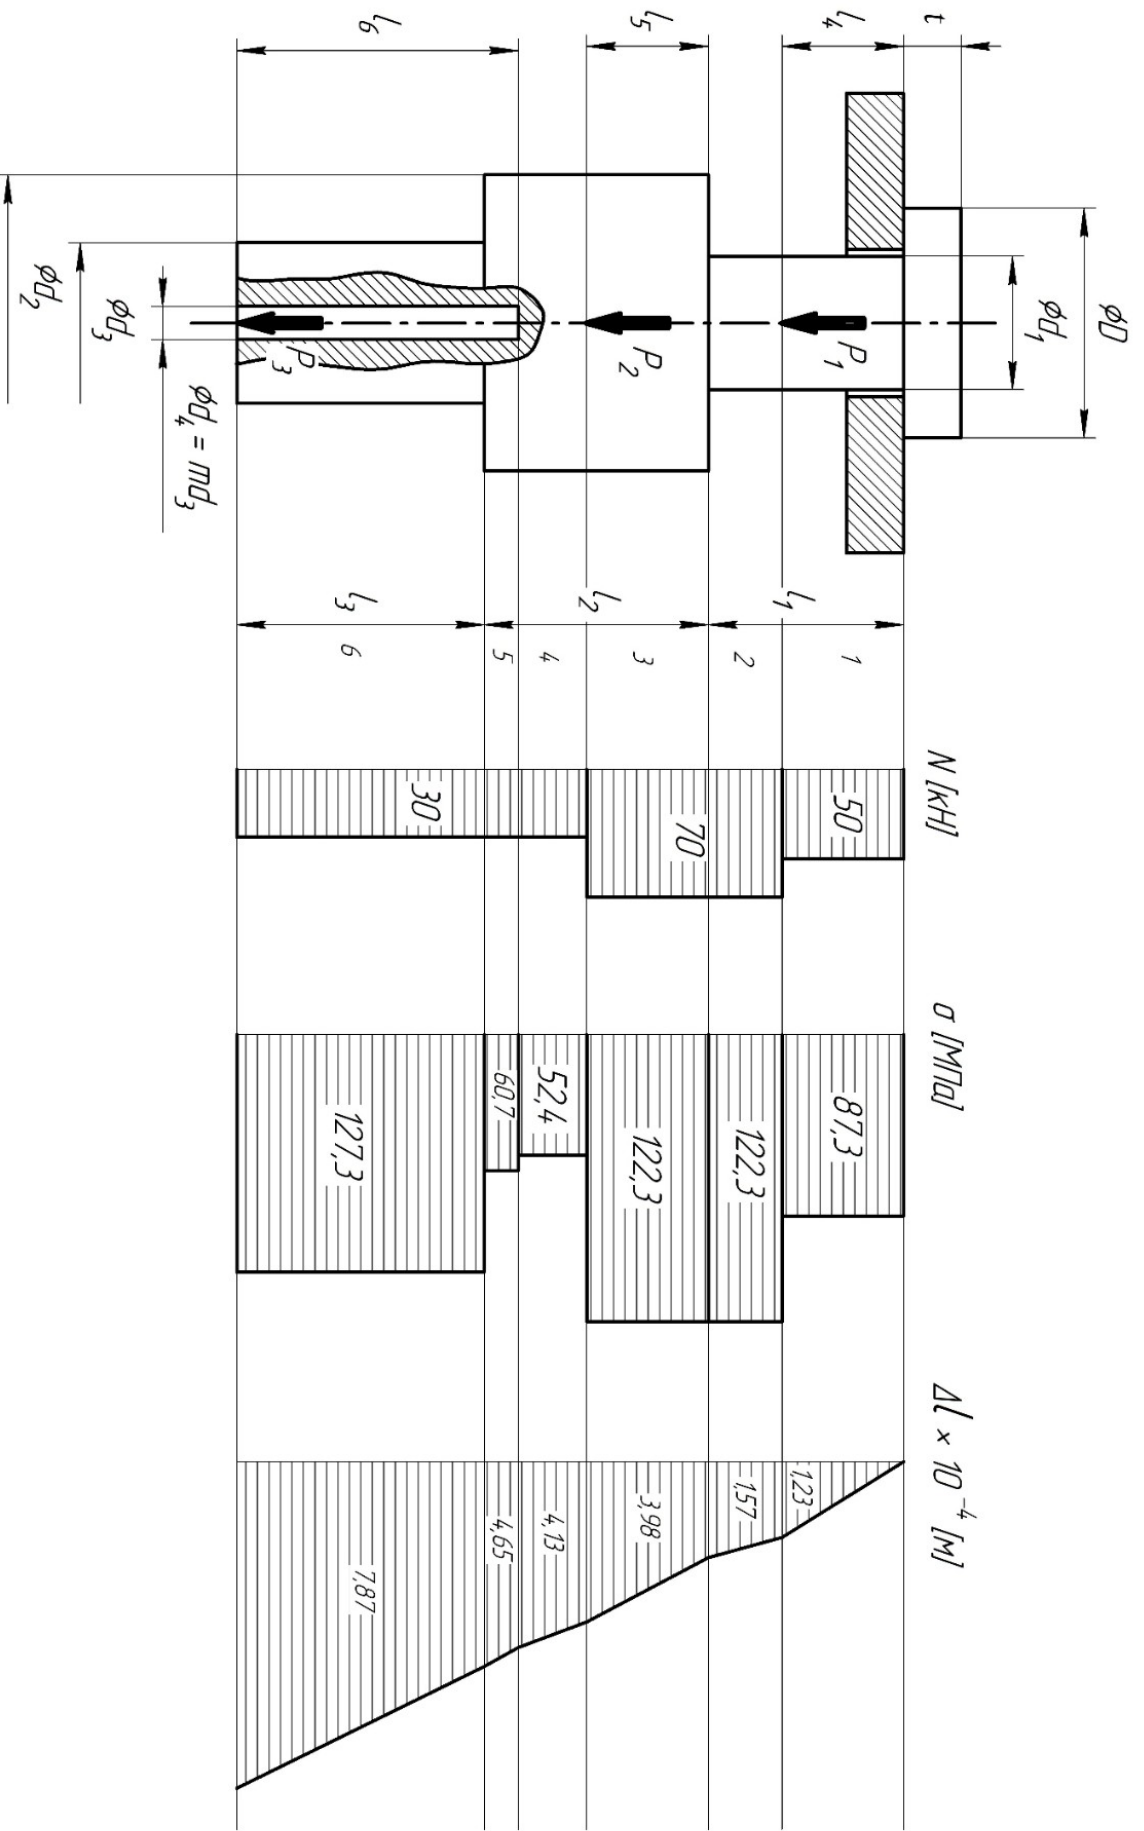 ϕD
ϕd₁
t
l₄
l₅
l₆
P₁
P₂
P₃
ϕd₂
ϕd₃
ϕd₄ = md₃
l₁
l₂
l₃
1
2
3
4
5
6
N [кН]
50
70
30
σ [МПа]
87,3
122,3
122,3
52,4
60,7
127,3
Δl × 10⁻⁴ [м]
1,23
1,57
3,98
4,13
4,65
7,87